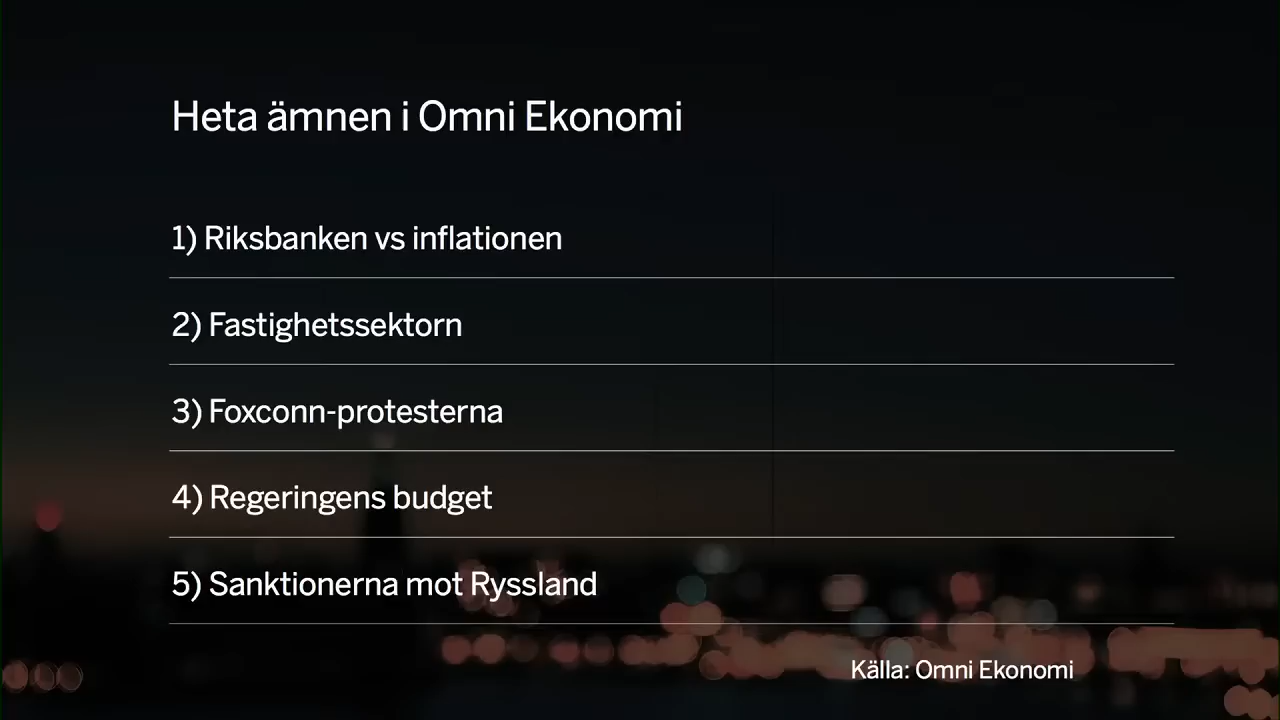 Heta ämnen i Omni Ekonomi
1) Riksbanken vs inflationen
2) Fastighetssektorn
3) Foxconn-protesterna
4) Regeringens budget
5) Sanktionerna mot Ryssland
Källa: Omni Ekonomi